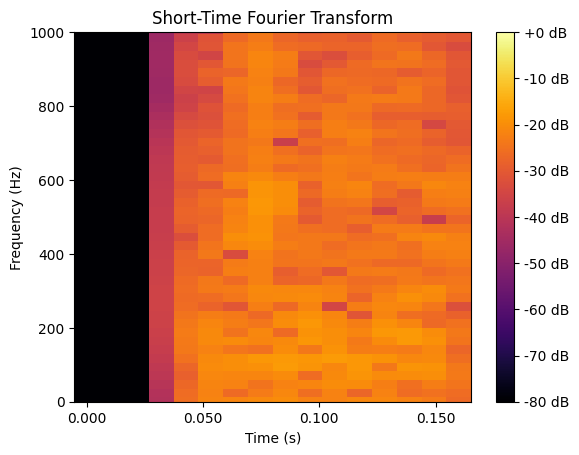 Short-Time Fourier Transform
1000
800
600
400
200
0
Frequency (Hz)
0.000
0.050
0.100
0.150
Time (s)
+0 dB
-10 dB
-20 dB
-30 dB
-40 dB
-50 dB
-60 dB
-70 dB
-80 dB